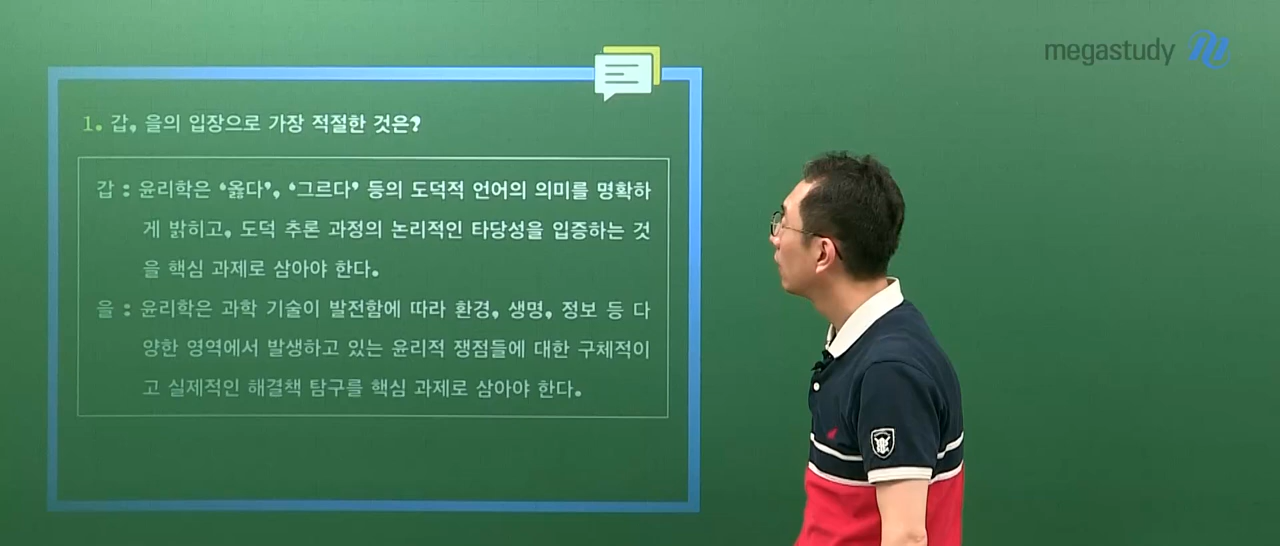 megastudy
1. 갑, 을의 입장으로 가장 적절한 것은?
갑 : 윤리학은 ‘옳다’, ‘그르다’ 등의 도덕적 언어의 의미를 명확하
게 밝히고, 도덕 추론 과정의 논리적인 타당성을 입증하는 것
을 핵심 과제로 삼아야 한다.
을 : 윤리학은 과학 기술이 발전함에 따라 환경, 생명, 정보 등 다
양한 영역에서 발생하고 있는 윤리적 쟁점들에 대한 구체적이
고 실제적인 해결책 탐구를 핵심 과제로 삼아야 한다.